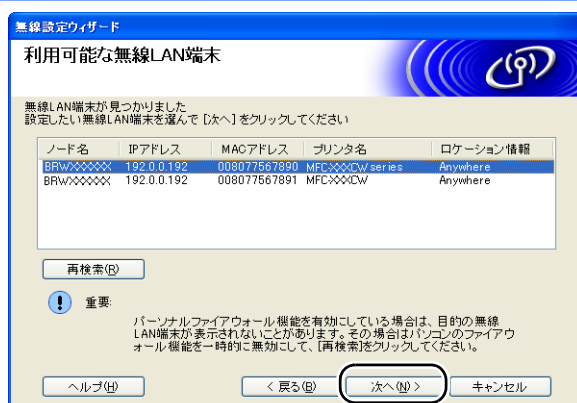 無線設定ウィザード
利用可能な無線LAN端末
無線LAN端末が見つかりました
設定したい無線LAN端末を選んで [次へ] をクリックしてください
ノード名 IPアドレス MACアドレス プリンタ名 ロケーション情報
BRWXXXXXX 192.0.0.192 008077567890 MFC-XXXCW series Anywhere
BRWXXXXXX 192.0.0.192 008077567891 MFC-XXXCW Anywhere
再検索(R)
重要:
パーソナルファイアウォール機能を有効にしている場合は、目的の無線
LAN端末が表示されないことがあります。その場合はパソコンのファイアウ
ォール機能を一時的に無効にして、[再検索]をクリックしてください。
ヘルプ(H) < 戻る(B) 次へ(N) > キャンセル